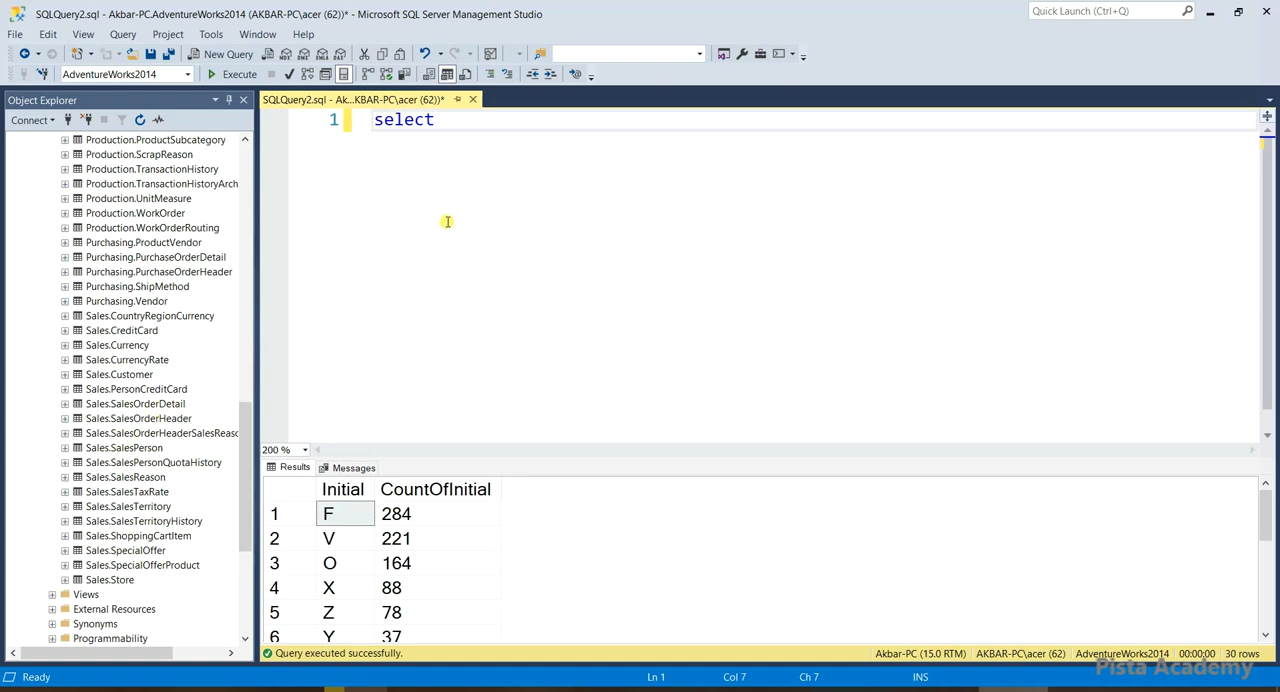 SQLQuery2.sql - Akbar-PC.AdventureWorks2014 (AKBAR-PC\acer (62))* - Microsoft SQL Server Management Studio
Quick Launch (Ctrl+Q)
File Edit View Query Project Tools Window Help
New Query
AdventureWorks2014 Execute
Object Explorer
SQLQuery2.sql - Ak...KBAR-PC\acer (62))*
Connect
1 select
Production.ProductSubcategory
Production.ScrapReason
Production.TransactionHistory
Production.TransactionHistoryArch
Production.UnitMeasure
Production.WorkOrder
Production.WorkOrderRouting
Purchasing.ProductVendor
Purchasing.PurchaseOrderDetail
Purchasing.PurchaseOrderHeader
Purchasing.ShipMethod
Purchasing.Vendor
Sales.CountryRegionCurrency
Sales.CreditCard
Sales.Currency
Sales.CurrencyRate
Sales.Customer
Sales.PersonCreditCard
Sales.SalesOrderDetail
Sales.SalesOrderHeader
Sales.SalesOrderHeaderSalesReaso
Sales.SalesPerson
Sales.SalesPersonQuotaHistory
Sales.SalesReason
Sales.SalesTaxRate
Sales.SalesTerritory
Sales.SalesTerritoryHistory
Sales.ShoppingCartItem
Sales.SpecialOffer
Sales.SpecialOfferProduct
Sales.Store
Views
External Resources
Synonyms
Programmability
200 %
Results Messages
Initial CountOfInitial
1 F 284
2 V 221
3 O 164
4 X 88
5 Z 78
6 Y 37
Query executed successfully. Akbar-PC (15.0 RTM) AKBAR-PC\acer (62) AdventureWorks2014 00:00:00 30 rows
Pista Academy
Ready Ln 1 Col 7 Ch 7 INS